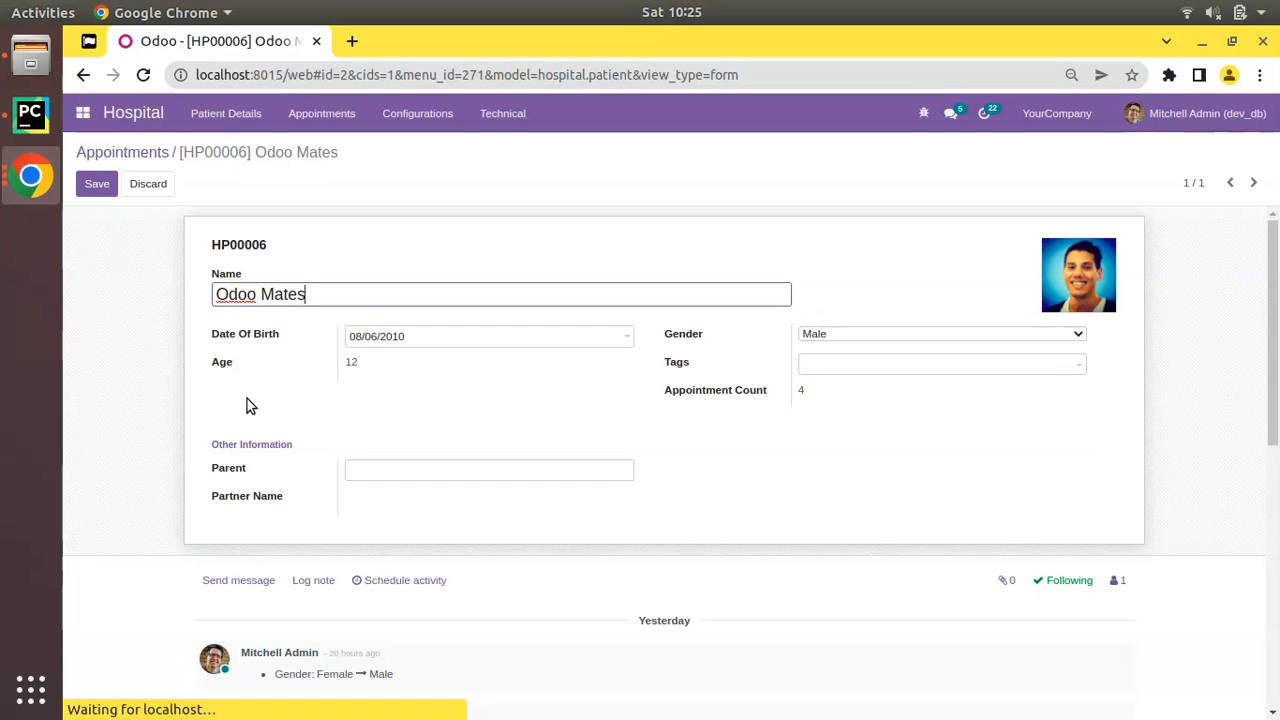 Activities Google Chrome Sat 10:25
Odoo - [HP00006] Odoo M
localhost:8015/web#id=2&cids=1&menu_id=271&model=hospital.patient&view_type=form
PC
Hospital Patient Details Appointments Configurations Technical 5 22 YourCompany Mitchell Admin (dev_db)
Appointments / [HP00006] Odoo Mates
Save Discard 1 / 1
HP00006
Name
Odoo Mates
Date Of Birth 08/06/2010 Gender Male
Age 12 Tags
Appointment Count 4
Other Information
Parent
Partner Name
Send message Log note Schedule activity 0 Following 1
Yesterday
Mitchell Admin - 20 hours ago
• Gender: Female → Male
Waiting for localhost...